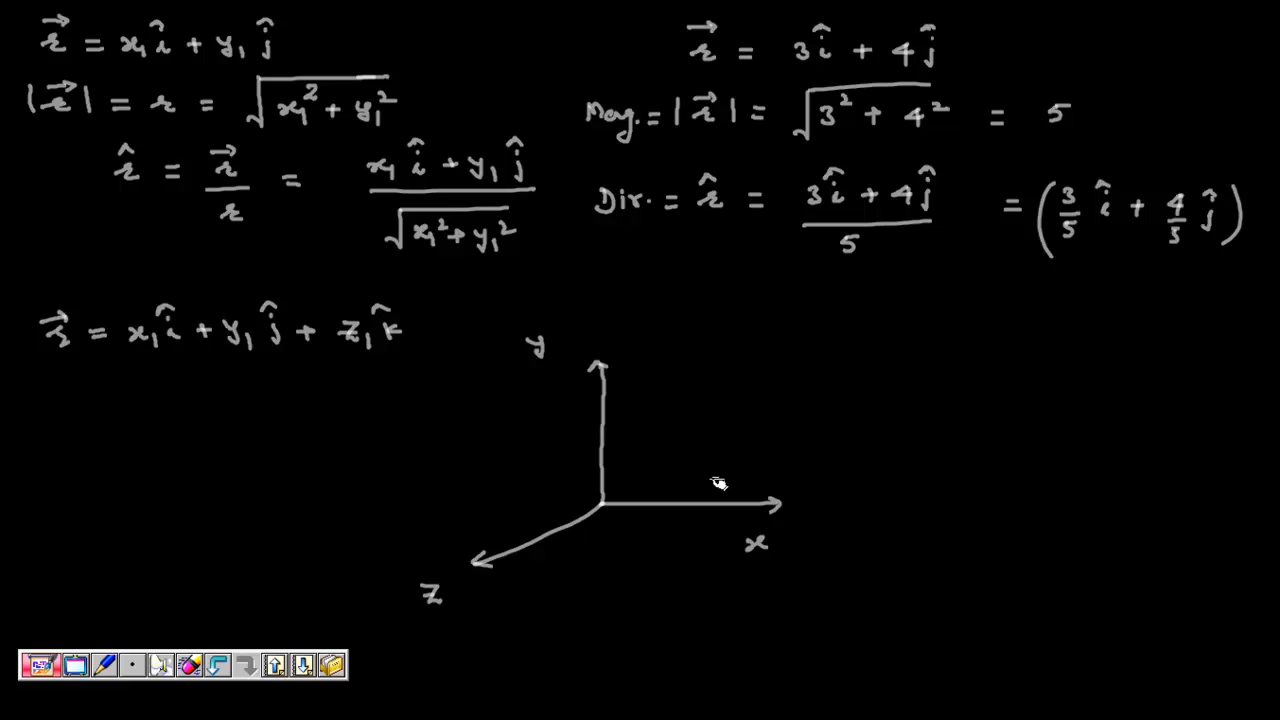 r⃗ = x₁î + y₁ĵ
|r⃗| = r = √(x₁² + y₁²)
r̂ = r⃗/r = (x₁î + y₁ĵ)/√(x₁² + y₁²)
r⃗ = 3î + 4ĵ
Mag. = |r⃗| = √(3² + 4²) = 5
Dir. = r̂ = (3î + 4ĵ)/5 = (3/5 î + 4/5 ĵ)
r⃗ = x₁î + y₁ĵ + z₁k̂
y
x
z